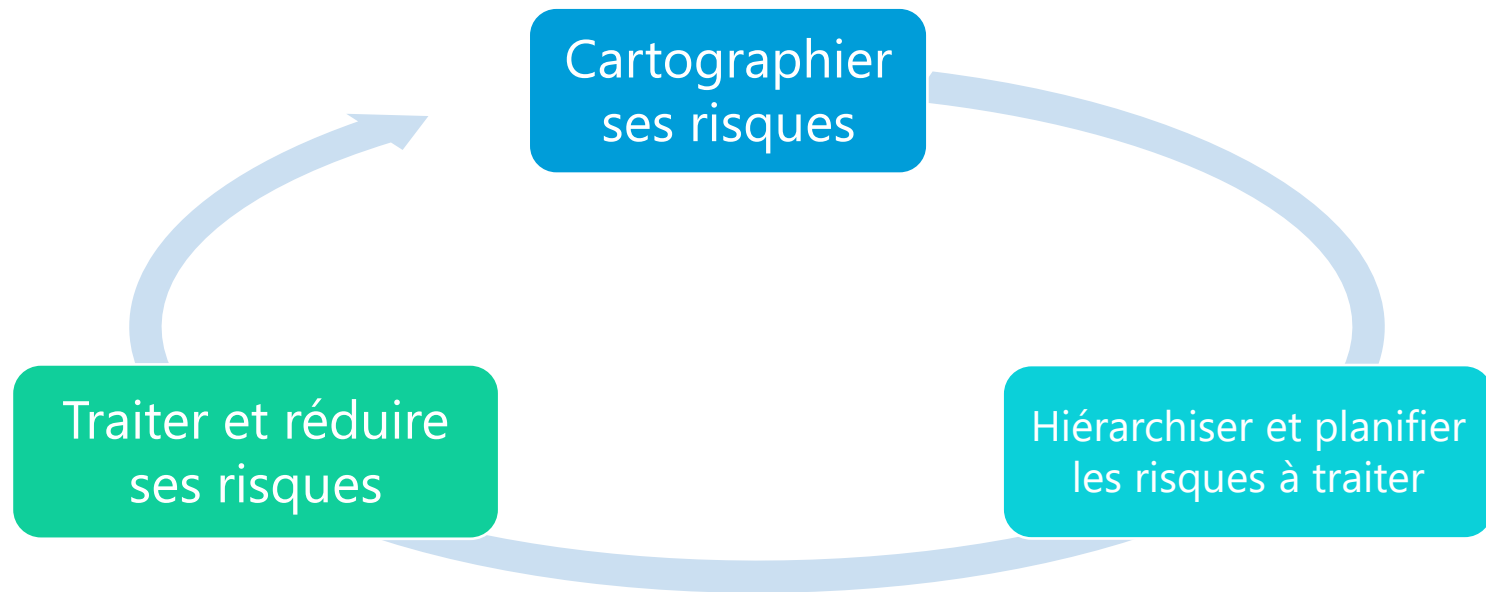 Cartographier
ses risques
Hiérarchiser et planifier
les risques à traiter
Traiter et réduire
ses risques